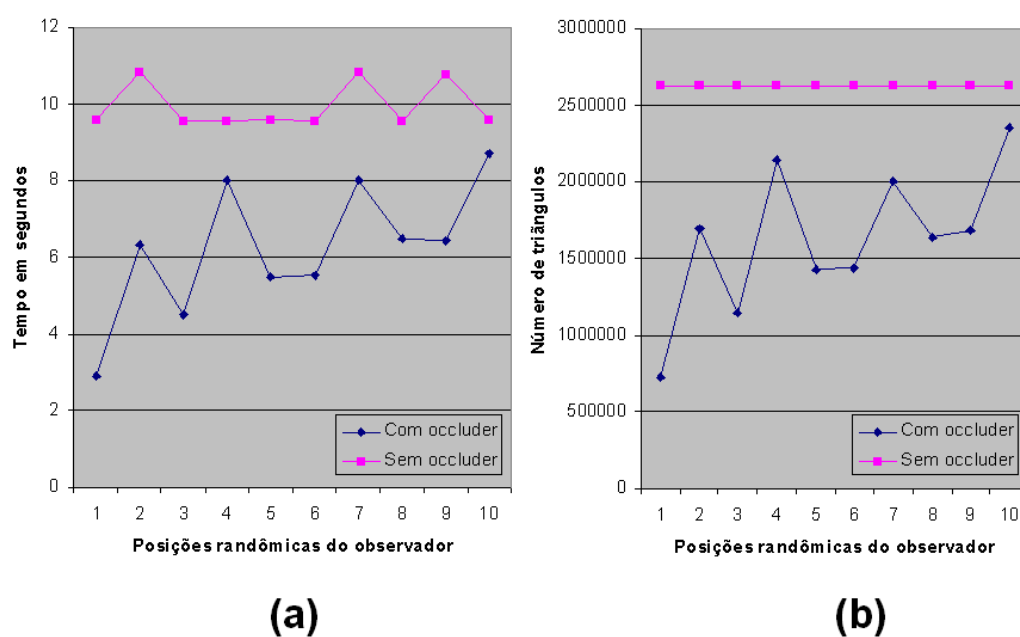 12
10
8
6
4
2
0
Tempo em segundos
1 2 3 4 5 6 7 8 9 10
Posições randômicas do observador
Com occluder
Sem occluder
(a)
3000000
2500000
2000000
1500000
1000000
500000
0
Número de triângulos
1 2 3 4 5 6 7 8 9 10
Posições randômicas do observador
Com occluder
Sem occluder
(b)